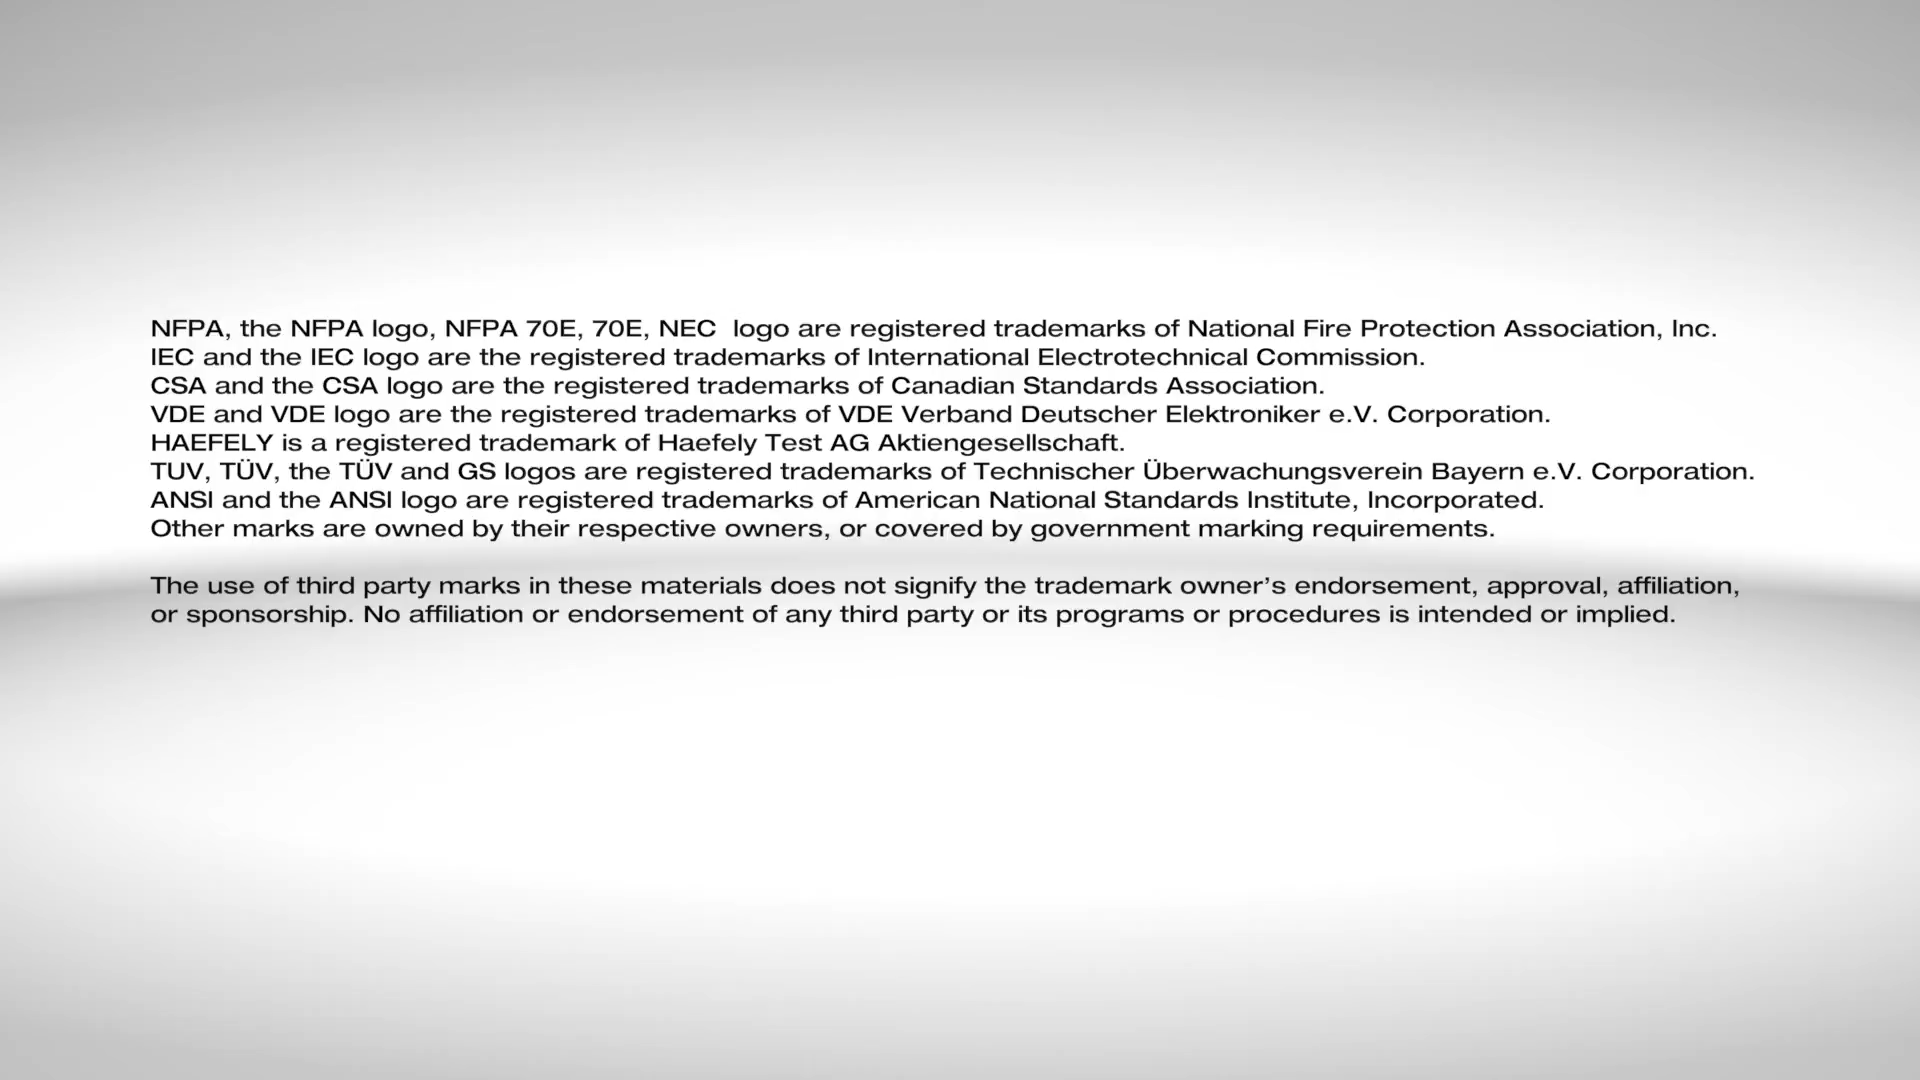 NFPA, the NFPA logo, NFPA 70E, 70E, NEC  logo are registered trademarks of National Fire Protection Association, Inc.
IEC and the IEC logo are the registered trademarks of International Electrotechnical Commission.
CSA and the CSA logo are the registered trademarks of Canadian Standards Association.
VDE and VDE logo are the registered trademarks of VDE Verband Deutscher Elektroniker e.V. Corporation.
HAEFELY is a registered trademark of Haefely Test AG Aktiengesellschaft.
TUV, TÜV, the TÜV and GS logos are registered trademarks of Technischer Überwachungsverein Bayern e.V. Corporation.
ANSI and the ANSI logo are registered trademarks of American National Standards Institute, Incorporated.
Other marks are owned by their respective owners, or covered by government marking requirements.
The use of third party marks in these materials does not signify the trademark owner’s endorsement, approval, affiliation,
or sponsorship. No affiliation or endorsement of any third party or its programs or procedures is intended or implied.